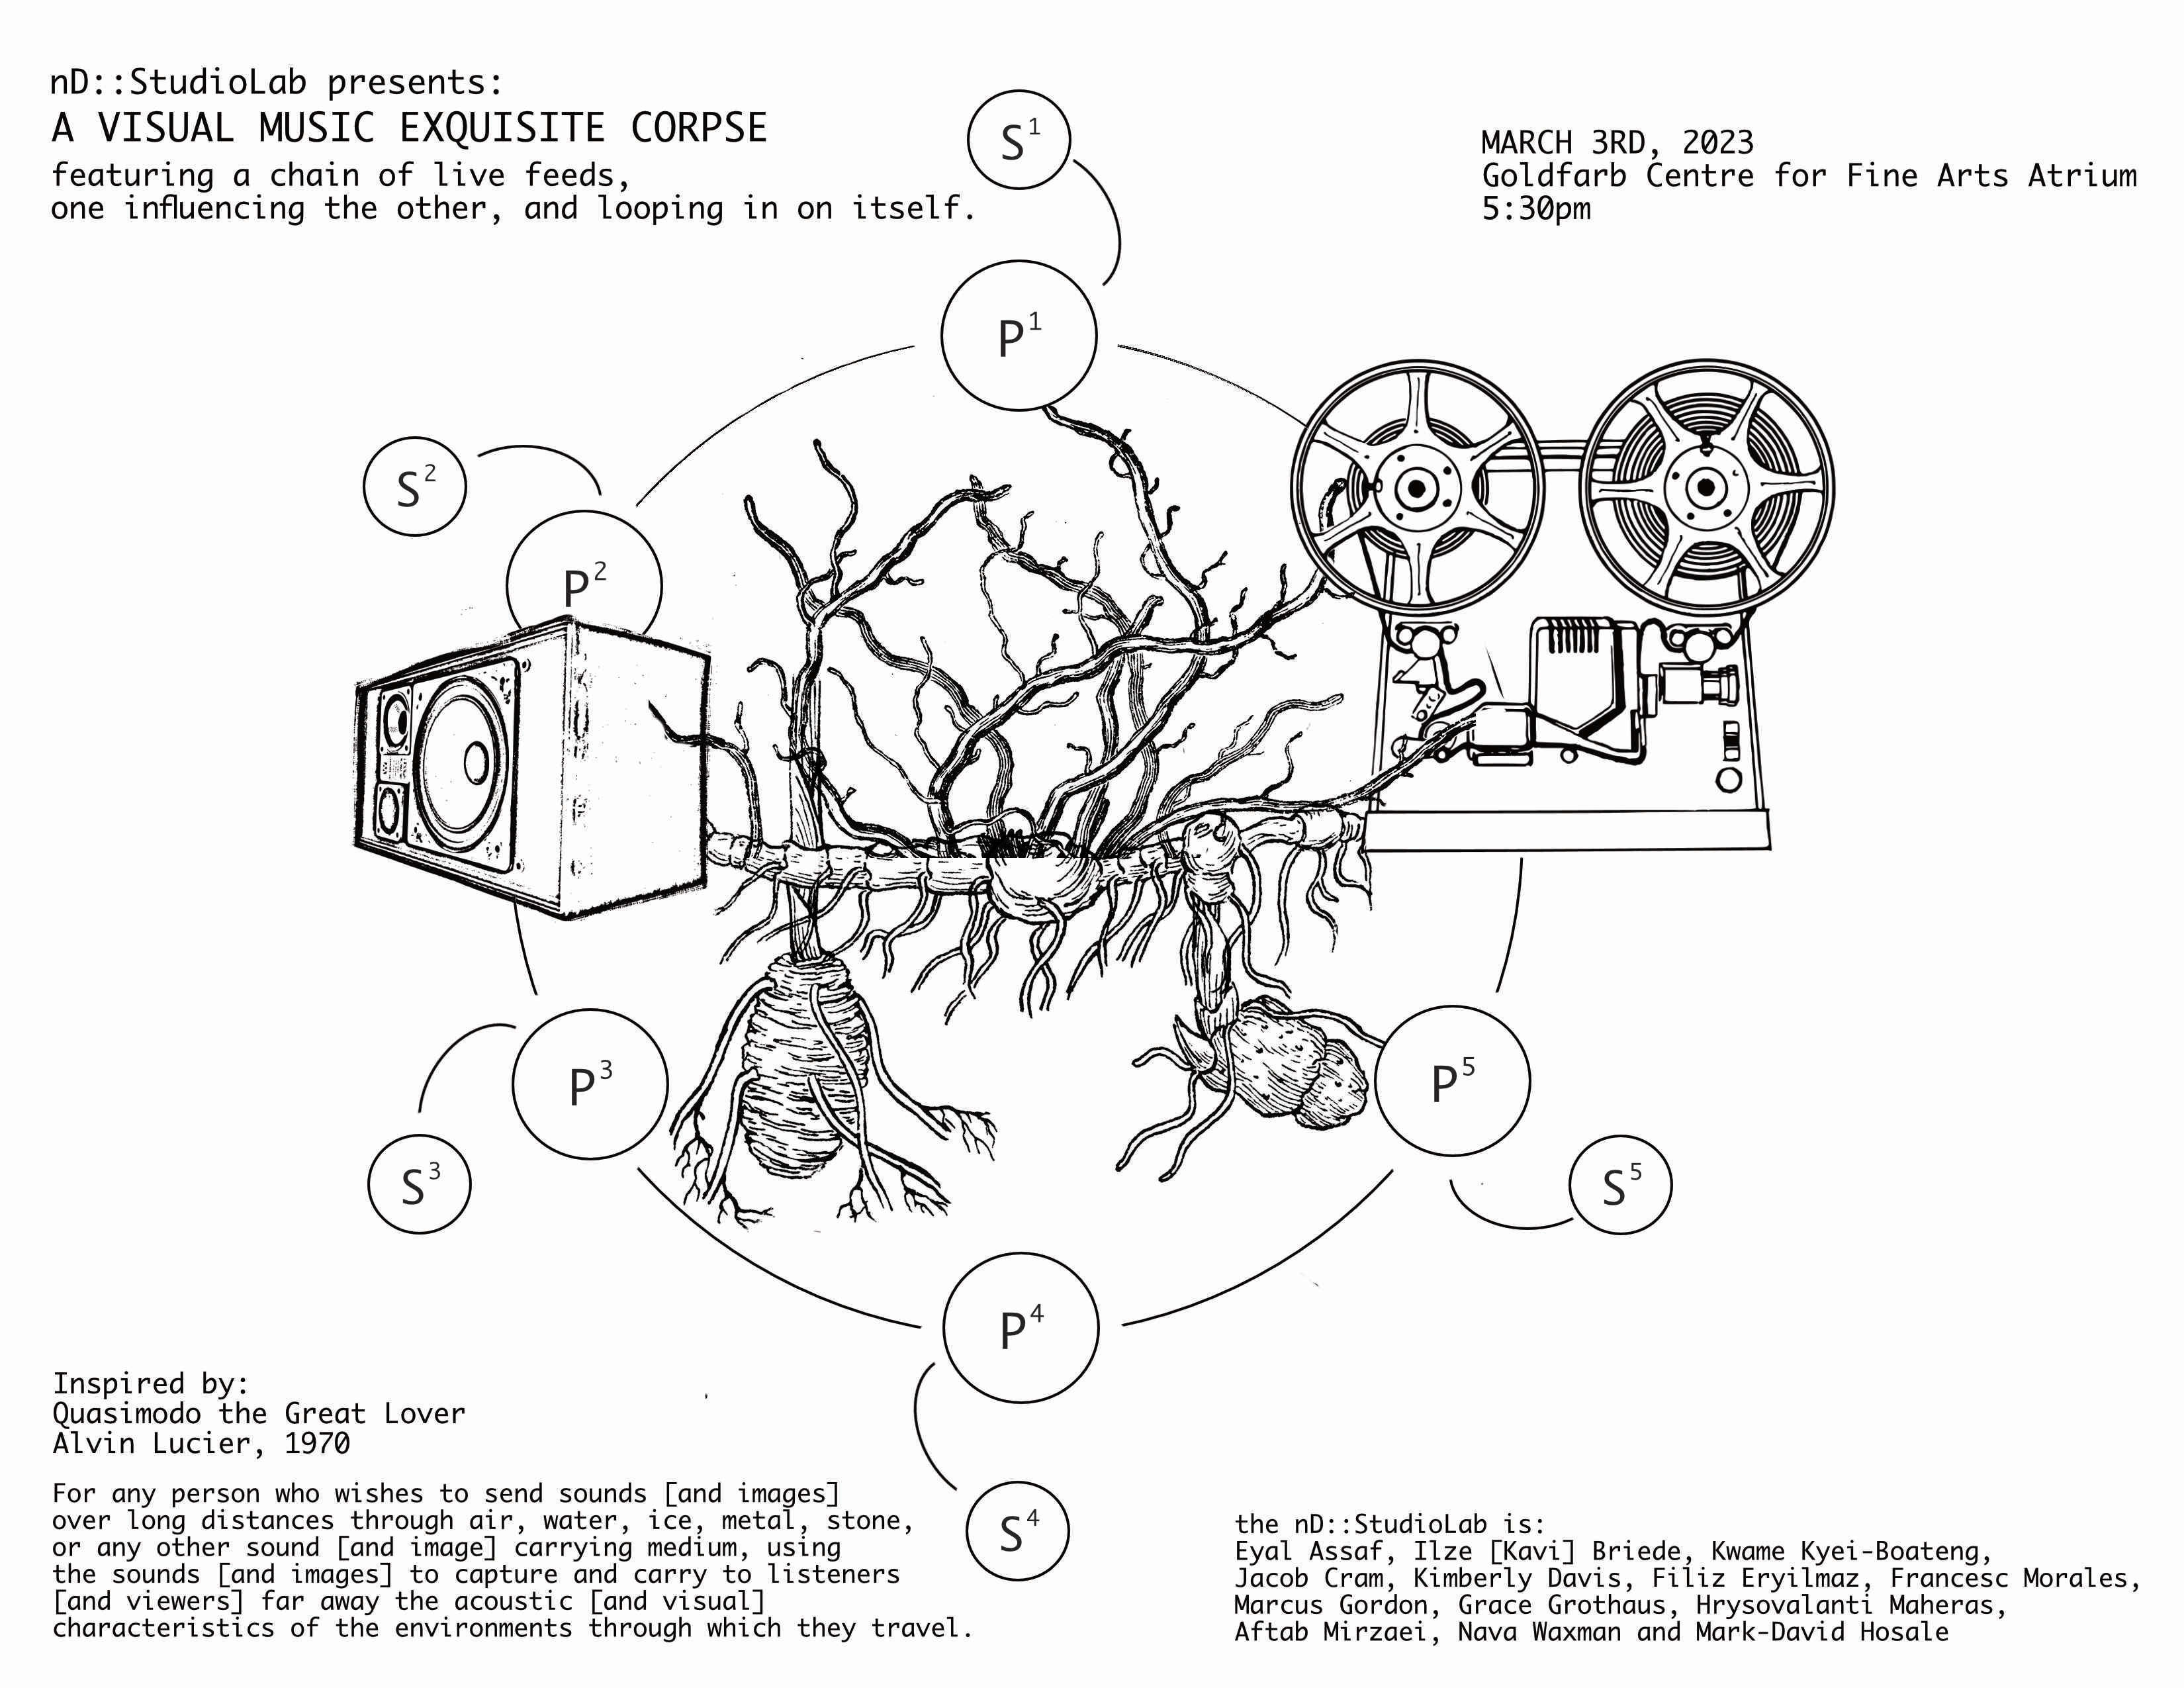 nD::StudioLab presents:
A VISUAL MUSIC EXQUISITE CORPSE
featuring a chain of live feeds,
one influencing the other, and looping in on itself.
MARCH 3RD, 2023
Goldfarb Centre for Fine Arts Atrium
5:30pm
S¹
P¹
S²
P²
P³
S³
P⁵
S⁵
P⁴
S⁴
Inspired by:
Quasimodo the Great Lover
Alvin Lucier, 1970
For any person who wishes to send sounds [and images]
over long distances through air, water, ice, metal, stone,
or any other sound [and image] carrying medium, using
the sounds [and images] to capture and carry to listeners
[and viewers] far away the acoustic [and visual]
characteristics of the environments through which they travel.
the nD::StudioLab is:
Eyal Assaf, Ilze [Kavi] Briede, Kwame Kyei-Boateng,
Jacob Cram, Kimberly Davis, Filiz Eryilmaz, Francesc Morales,
Marcus Gordon, Grace Grothaus, Hrysovalanti Maheras,
Aftab Mirzaei, Nava Waxman and Mark-David Hosale